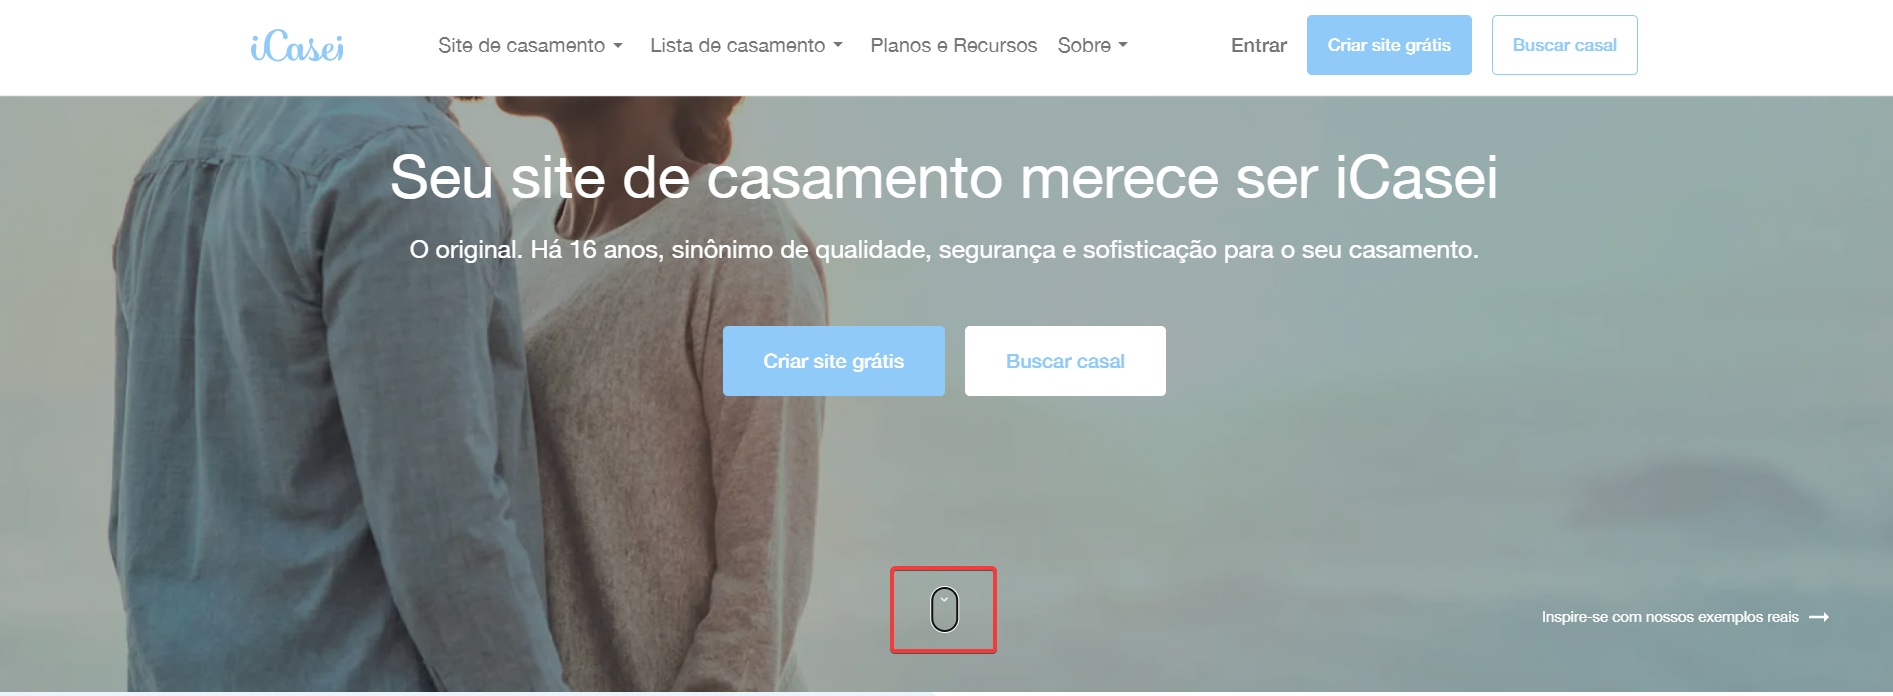 iCasei
Site de casamento
Lista de casamento
Planos e Recursos
Sobre
Entrar
Criar site grátis
Buscar casal
Seu site de casamento merece ser iCasei
O original. Há 16 anos, sinônimo de qualidade, segurança e sofisticação para o seu casamento.
Criar site grátis
Buscar casal
Inspire-se com nossos exemplos reais